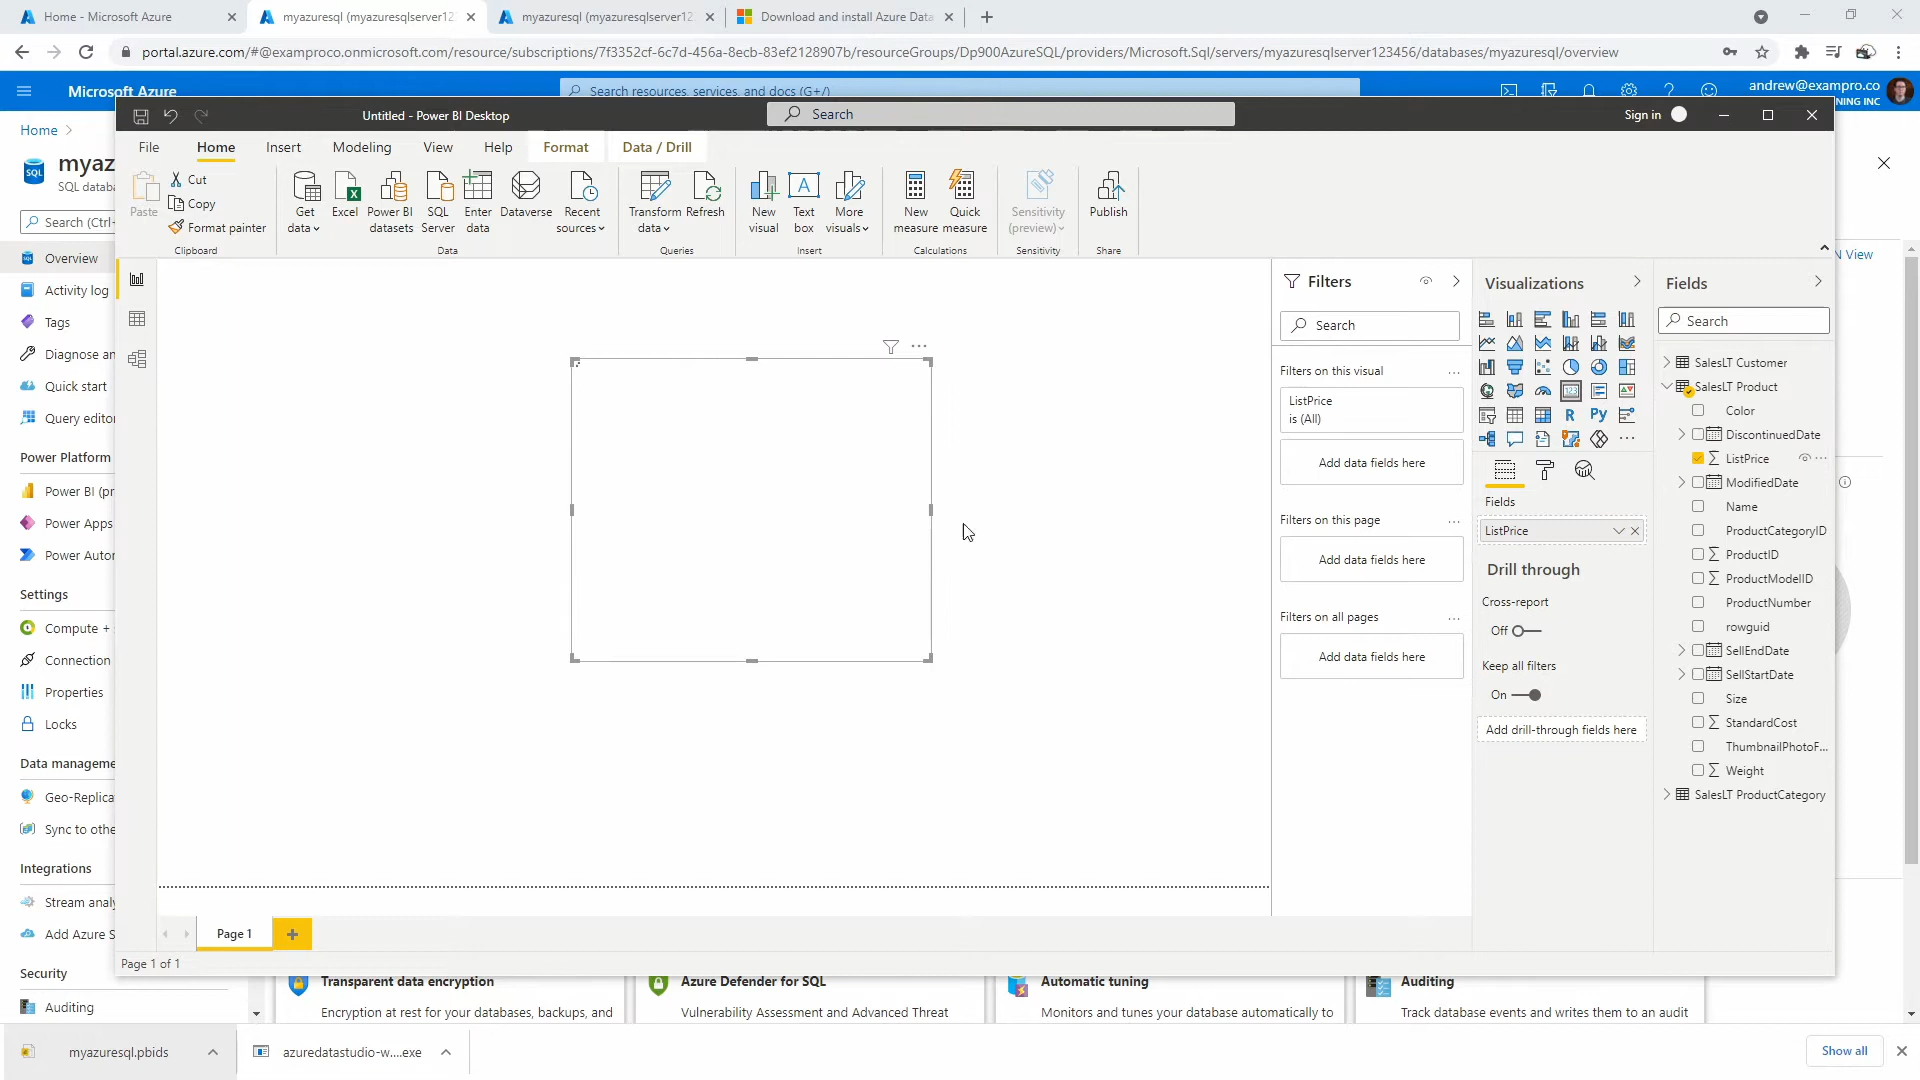 Home - Microsoft Azure
myazuresql (myazuresqlserver12
myazuresql (myazuresqlserver12
Download and install Azure Data
portal.azure.com/#@examproco.onmicrosoft.com/resource/subscriptions/7f3352cf-6c7d-456a-8ecb-83ef2128907b/resourceGroups/Dp900AzureSQL/providers/Microsoft.Sql/servers/myazuresqlserver123456/databases/myazuresql/overview
Microsoft Azure
Search resources, services, and docs (G+/)
andrew@exampro.co
NING INC
Home
myaz
SQL databa
Search (Ctrl+
Overview
Activity log
Tags
Diagnose an
Quick start
Query edito
Power Platform
Power BI (pr
Power Apps
Power Autor
Settings
Compute +
Connection
Properties
Locks
Data manageme
Geo-Replica
Sync to othe
Integrations
Stream analy
Add Azure S
Security
Auditing
N View
Untitled - Power BI Desktop
Search
Sign in
File
Home
Insert
Modeling
View
Help
Format
Data / Drill
Paste
Cut
Copy
Format painter
Clipboard
Get data
Excel
Power BI datasets
SQL Server
Enter data
Dataverse
Recent sources
Data
Transform data
Refresh
Queries
New visual
Text box
More visuals
Insert
New measure
Quick measure
Calculations
Sensitivity (preview)
Sensitivity
Publish
Share
Filters
Search
Filters on this visual
ListPrice
is (All)
Add data fields here
Filters on this page
Add data fields here
Filters on all pages
Add data fields here
Visualizations
R
Py
123
Fields
ListPrice
Drill through
Cross-report
Off
Keep all filters
On
Add drill-through fields here
Fields
Search
SalesLT Customer
SalesLT Product
Color
DiscontinuedDate
ListPrice
ModifiedDate
Name
ProductCategoryID
ProductID
ProductModelID
ProductNumber
rowguid
SellEndDate
SellStartDate
Size
StandardCost
ThumbnailPhotoF...
Weight
SalesLT ProductCategory
Page 1
Page 1 of 1
Transparent data encryption
Encryption at rest for your databases, backups, and
Azure Defender for SQL
Vulnerability Assessment and Advanced Threat
Automatic tuning
Monitors and tunes your database automatically to
Auditing
Track database events and writes them to an audit
myazuresql.pbids
azuredatastudio-w....exe
Show all